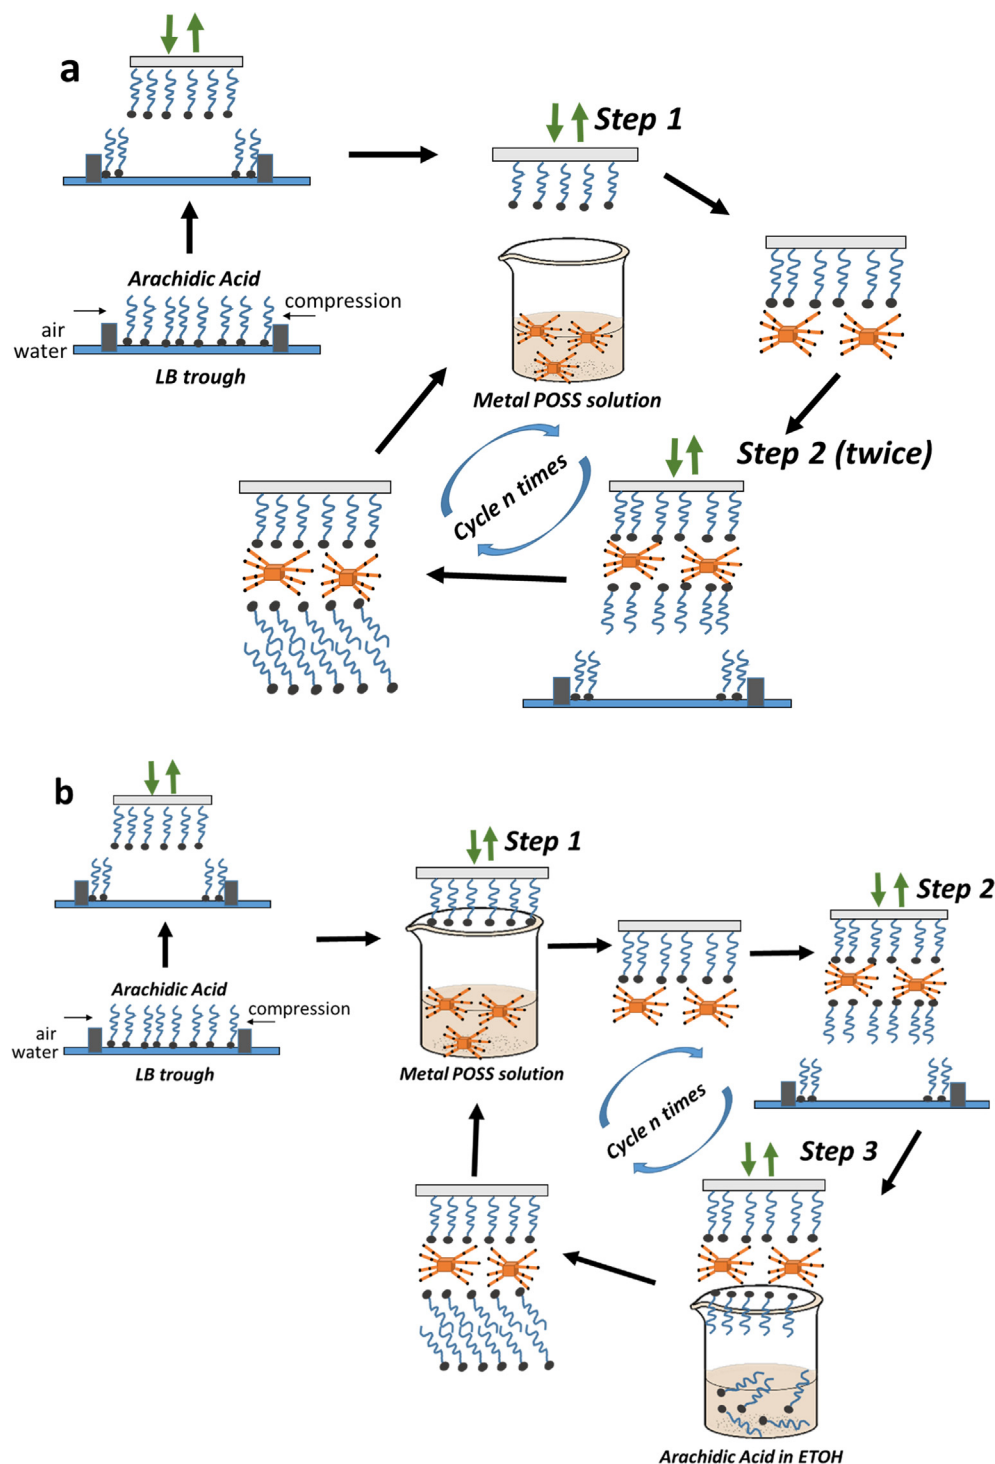 a
Step 1
Arachidic Acid
compression
air
water
LB trough
Metal POSS solution
Step 2 (twice)
Cycle n times
b
Step 1
Step 2
Arachidic Acid
compression
air
water
LB trough
Metal POSS solution
Cycle n times
Step 3
Arachidic Acid in ETOH